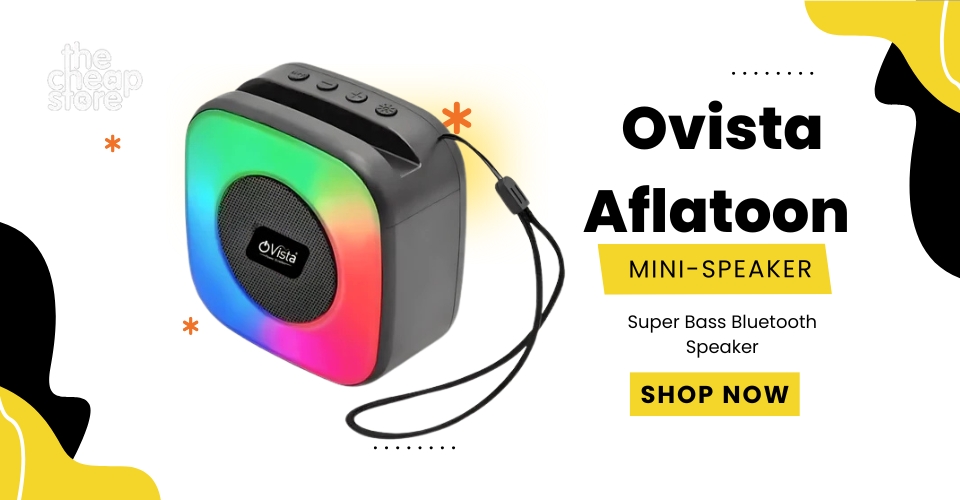 the
cheap
store
OVista
Ovista
Aflatoon
MINI-SPEAKER
Super Bass Bluetooth
Speaker
SHOP NOW